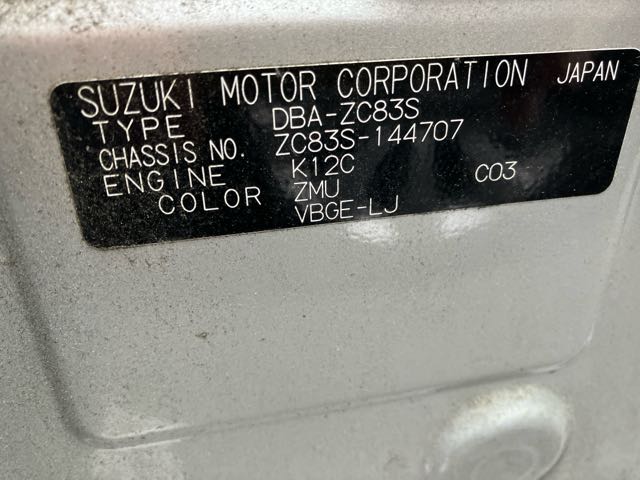 SUZUKI MOTOR CORPORATION JAPAN
TYPE DBA-ZC83S
CHASSIS NO. ZC83S-144707
ENGINE K12C C03
COLOR ZMU
VBGE-LJ